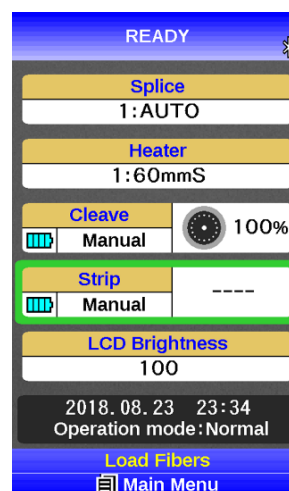 READY
Splice
1:AUTO
Heater
1:60mmS
Cleave
Manual
100%
Strip
Manual
----
LCD Brightness
100
2018.08.23 23:34
Operation mode:Normal
Load Fibers
Main Menu